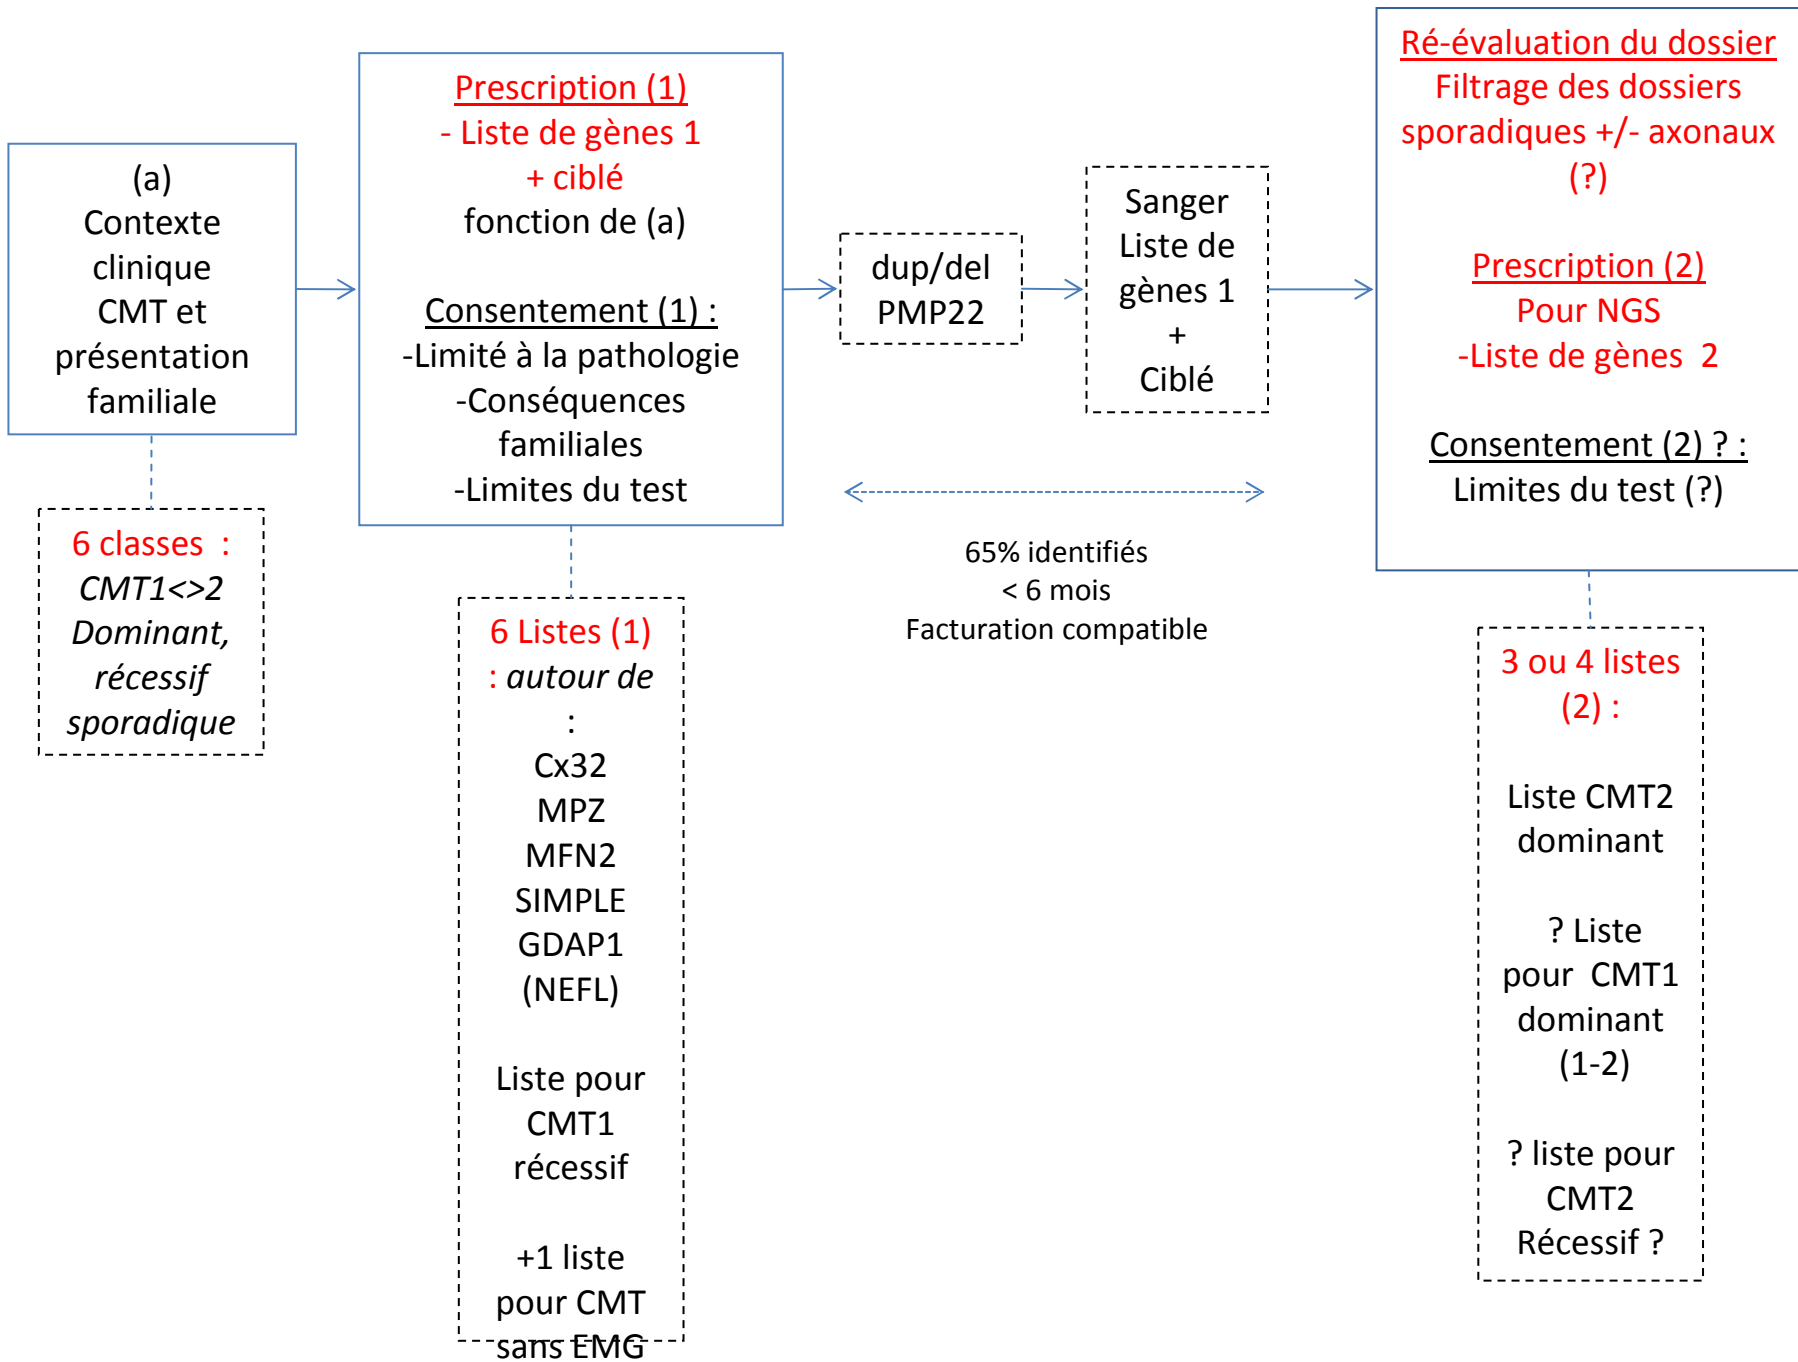 (a)
Contexte
clinique
CMT et
présentation
familiale
6 classes :
CMT1<>2
Dominant,
récessif
sporadique
Prescription (1)
- Liste de gènes 1
+ ciblé
fonction de (a)
Consentement (1) :
-Limité à la pathologie
-Conséquences
familiales
-Limites du test
6 Listes (1)
: autour de
:
Cx32
MPZ
MFN2
SIMPLE
GDAP1
(NEFL)
Liste pour
CMT1
récessif
+1 liste
pour CMT
sans EMG
dup/del
PMP22
Sanger
Liste de
gènes 1
+
Ciblé
65% identifiés
< 6 mois
Facturation compatible
Ré-évaluation du dossier
Filtrage des dossiers
sporadiques +/- axonaux
(?)
Prescription (2)
Pour NGS
-Liste de gènes 2
Consentement (2) ? :
Limites du test (?)
3 ou 4 listes
(2) :
Liste CMT2
dominant
? Liste
pour CMT1
dominant
(1-2)
? liste pour
CMT2
Récessif ?